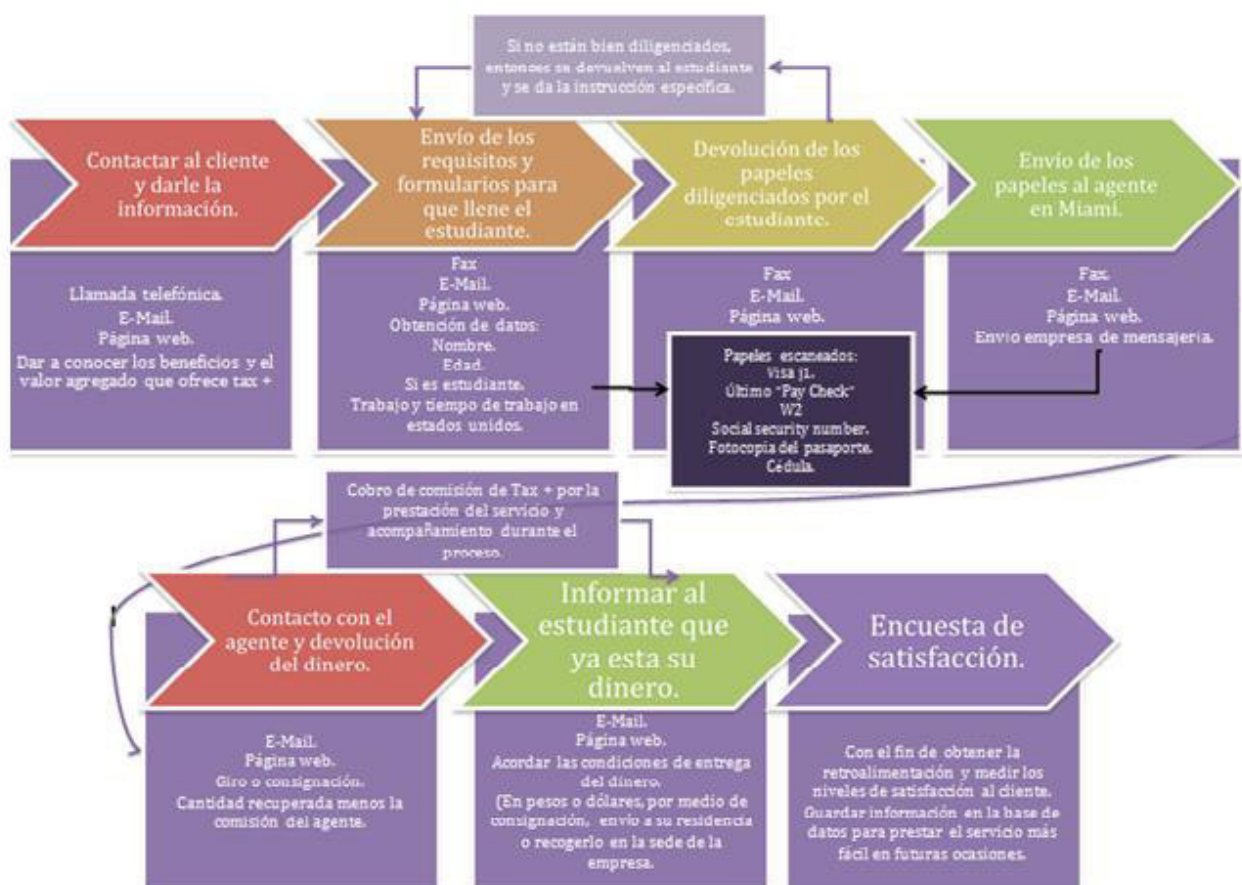 Si no están bien diligenciados,
entonces se devuelven al estudiante
y se da la instrucción específica.
Contactar al cliente
y darle la
información.
Envío de los
requisitos y
formularios para
que llene el
estudiante.
Devolución de los
papeles
diligenciados por el
estudiante.
Envío de los
papeles al agente
en Miami.
Llamada telefónica.
E-Mail.
Página web.
Dar a conocer los beneficios y el
valor agregado que ofrece tax +
Fax
E-Mail.
Página web.
Obtención de datos:
Nombre.
Edad.
Si es estudiante.
Trabajo y tiempo de trabajo en
estados unidos.
Fax
E-Mail.
Página web.
Papeles escaneados:
Visa j1.
Último "Pay Check"
W2
Social security number.
Fotocopia del pasaporte.
Cédula.
Fax.
E-Mail.
Página web.
Envío empresa de mensajería.
Cobro de comisión de Tax + por la
prestación del servicio y
acompañamiento durante el
proceso.
Contacto con el
agente y devolución
del dinero.
Informar al
estudiante que
ya esta su
dinero.
Encuesta de
satisfacción.
E-Mail.
Página web.
Giro o consignación.
Cantidad recuperada menos la
comisión del agente.
E-Mail.
Página web.
Acordar las condiciones de entrega
del dinero.
(En pesos o dólares, por medio de
consignación, envío a su residencia
o recogerlo en la sede de la
empresa.
Con el fin de obtener la
retroalimentación y medir los
niveles de satisfacción al cliente.
Guardar información en la base de
datos para prestar el servicio más
fácil en futuras ocasiones.